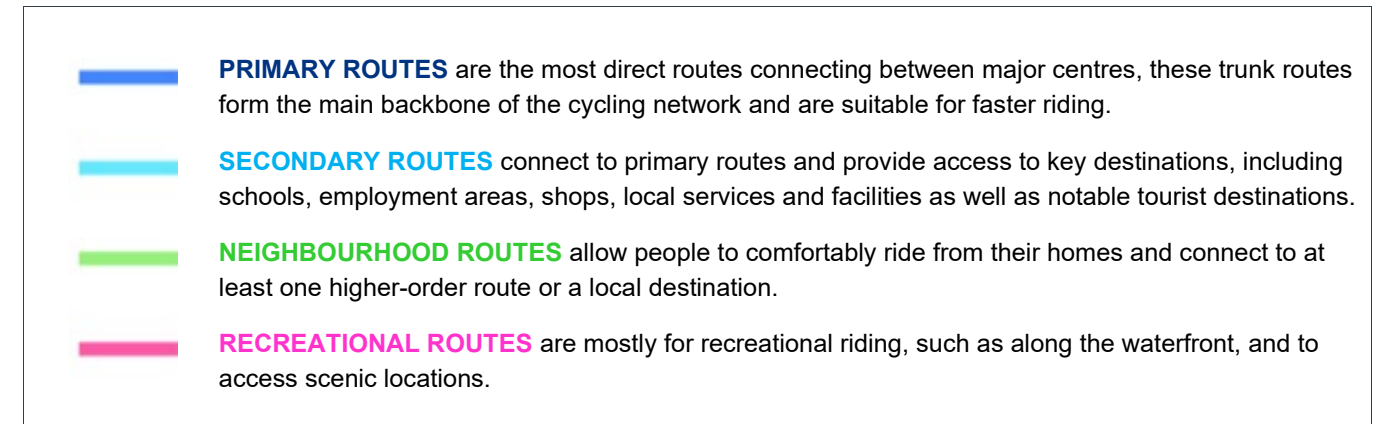 PRIMARY ROUTES are the most direct routes connecting between major centres, these trunk routes
form the main backbone of the cycling network and are suitable for faster riding.
SECONDARY ROUTES connect to primary routes and provide access to key destinations, including
schools, employment areas, shops, local services and facilities as well as notable tourist destinations.
NEIGHBOURHOOD ROUTES allow people to comfortably ride from their homes and connect to at
least one higher-order route or a local destination.
RECREATIONAL ROUTES are mostly for recreational riding, such as along the waterfront, and to
access scenic locations.